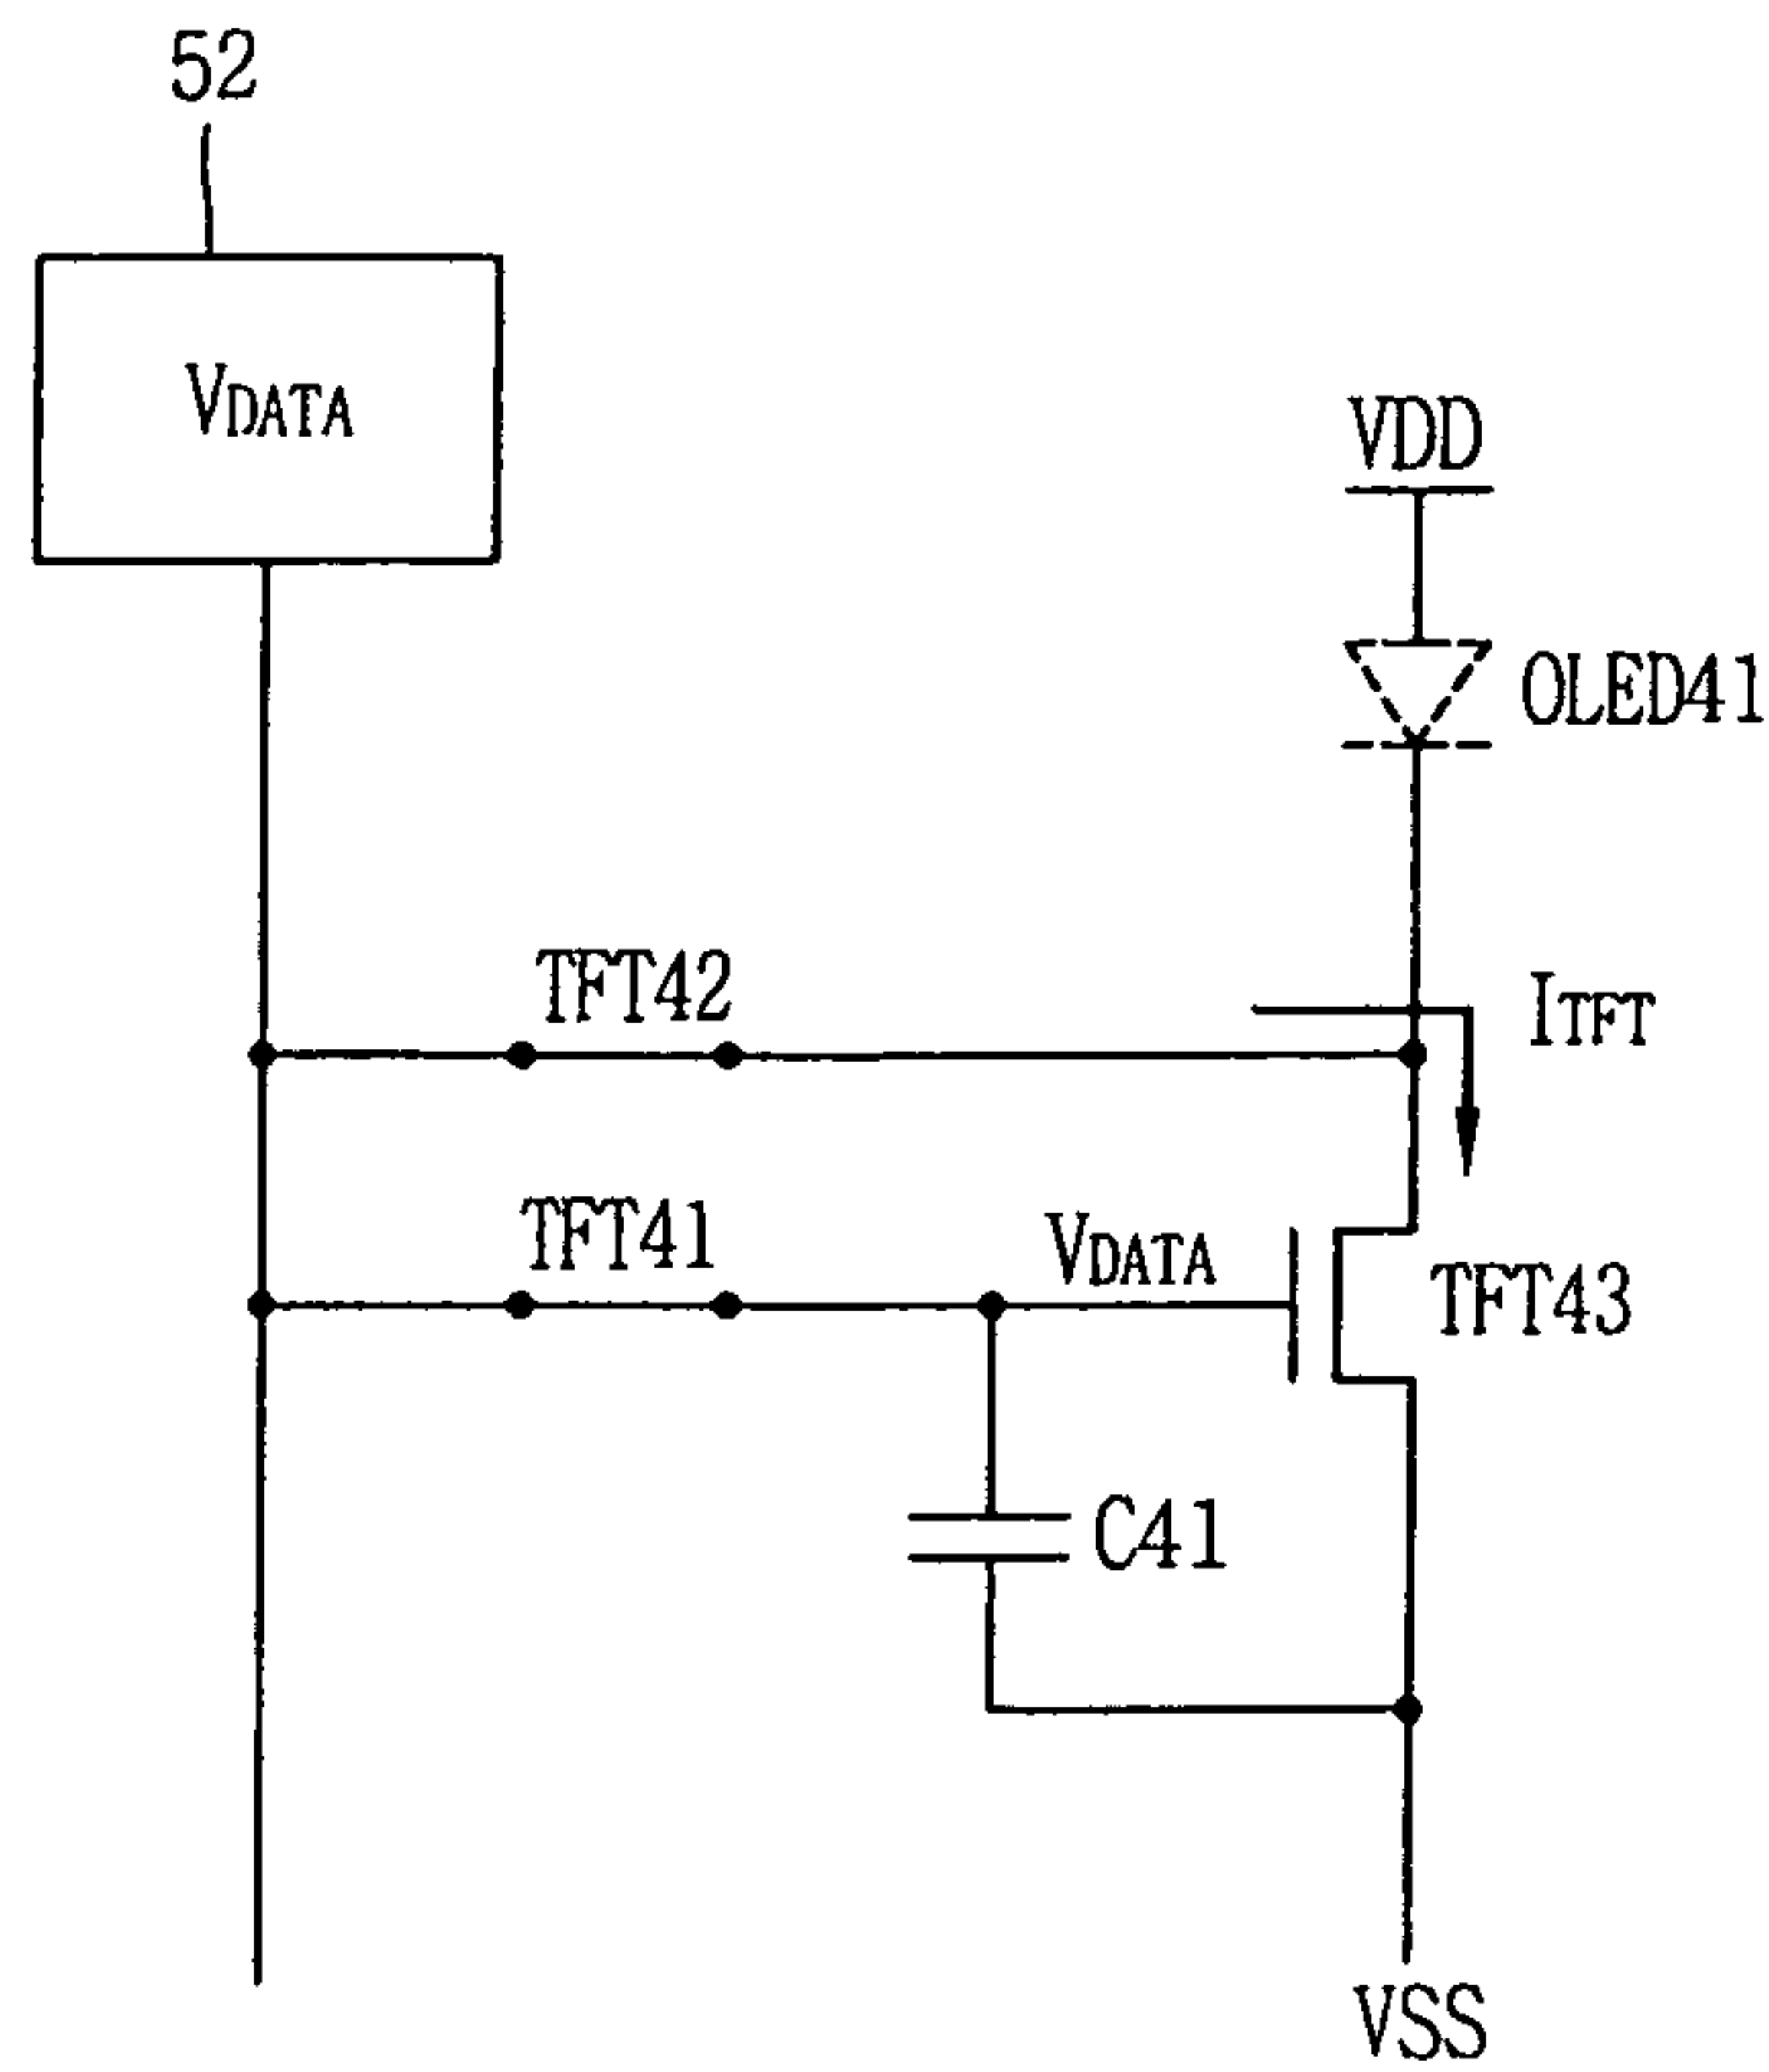 52
VDATA
VDD
OLED41
TFT42
ITFT
TFT41
VDATA
TFT43
C41
VSS